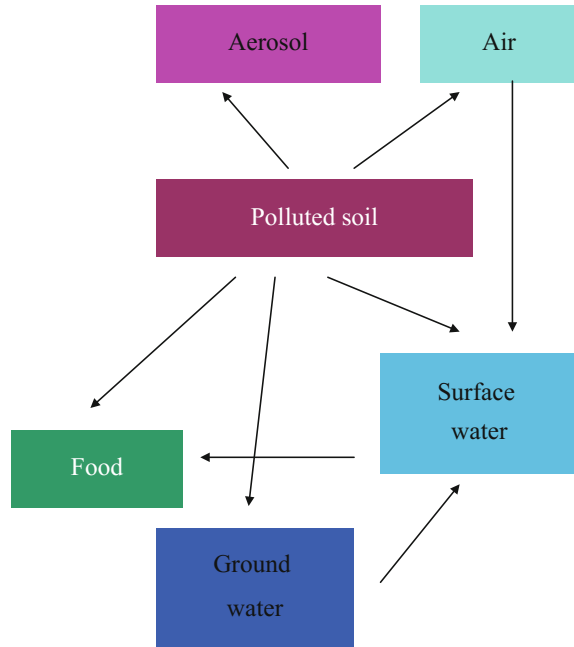 Aerosol
Air
Polluted soil
Surface
water
Food
Ground
water